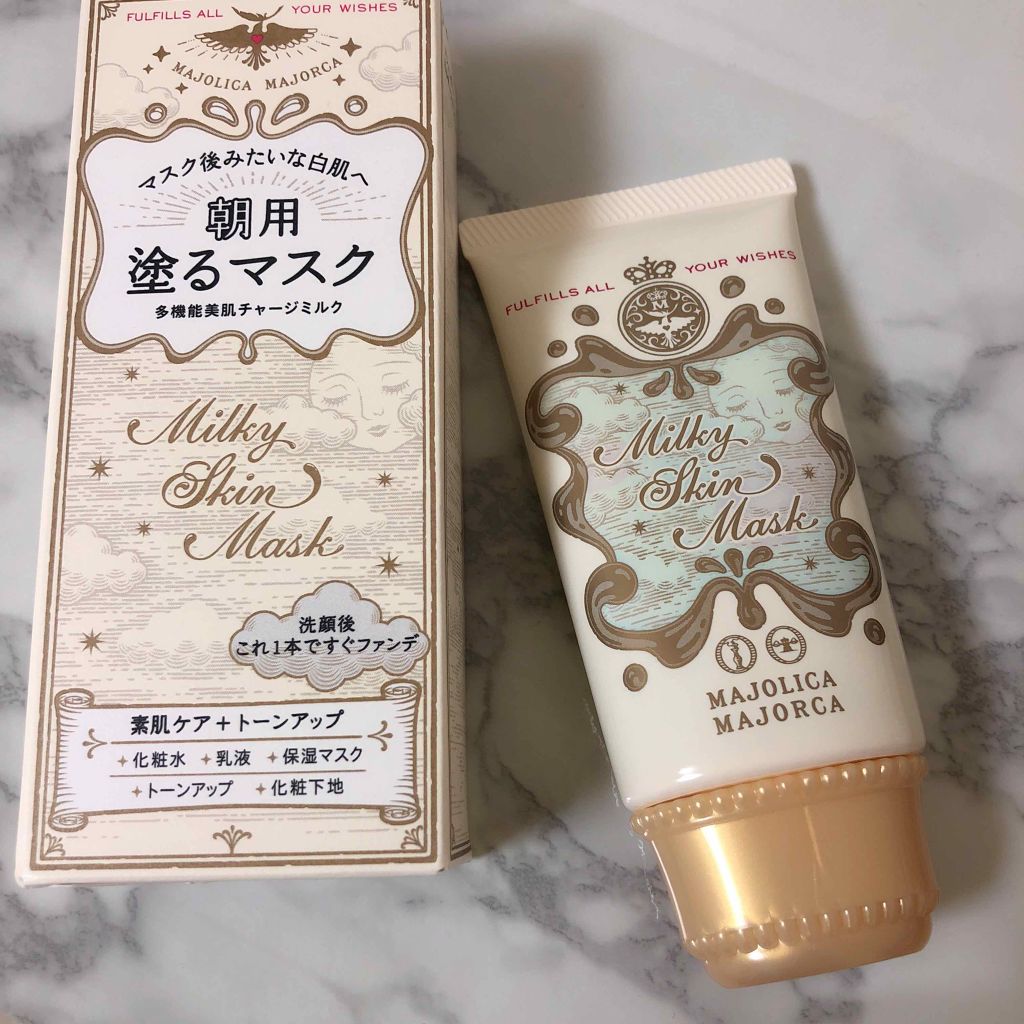 FULFILLS ALL YOUR WISHES
MAJOLICA MAJORCA
マスク後みたいな白肌へ
朝用
塗るマスク
多機能美肌チャージミルク
Milky
Skin
Mask
洗顔後
これ1本ですぐファンデ
素肌ケア+トーンアップ
化粧水 乳液 保湿マスク
トーンアップ 化粧下地
FULFILLS ALL YOUR WISHES
M
Milky
Skin
Mask
MAJOLICA
MAJORCA